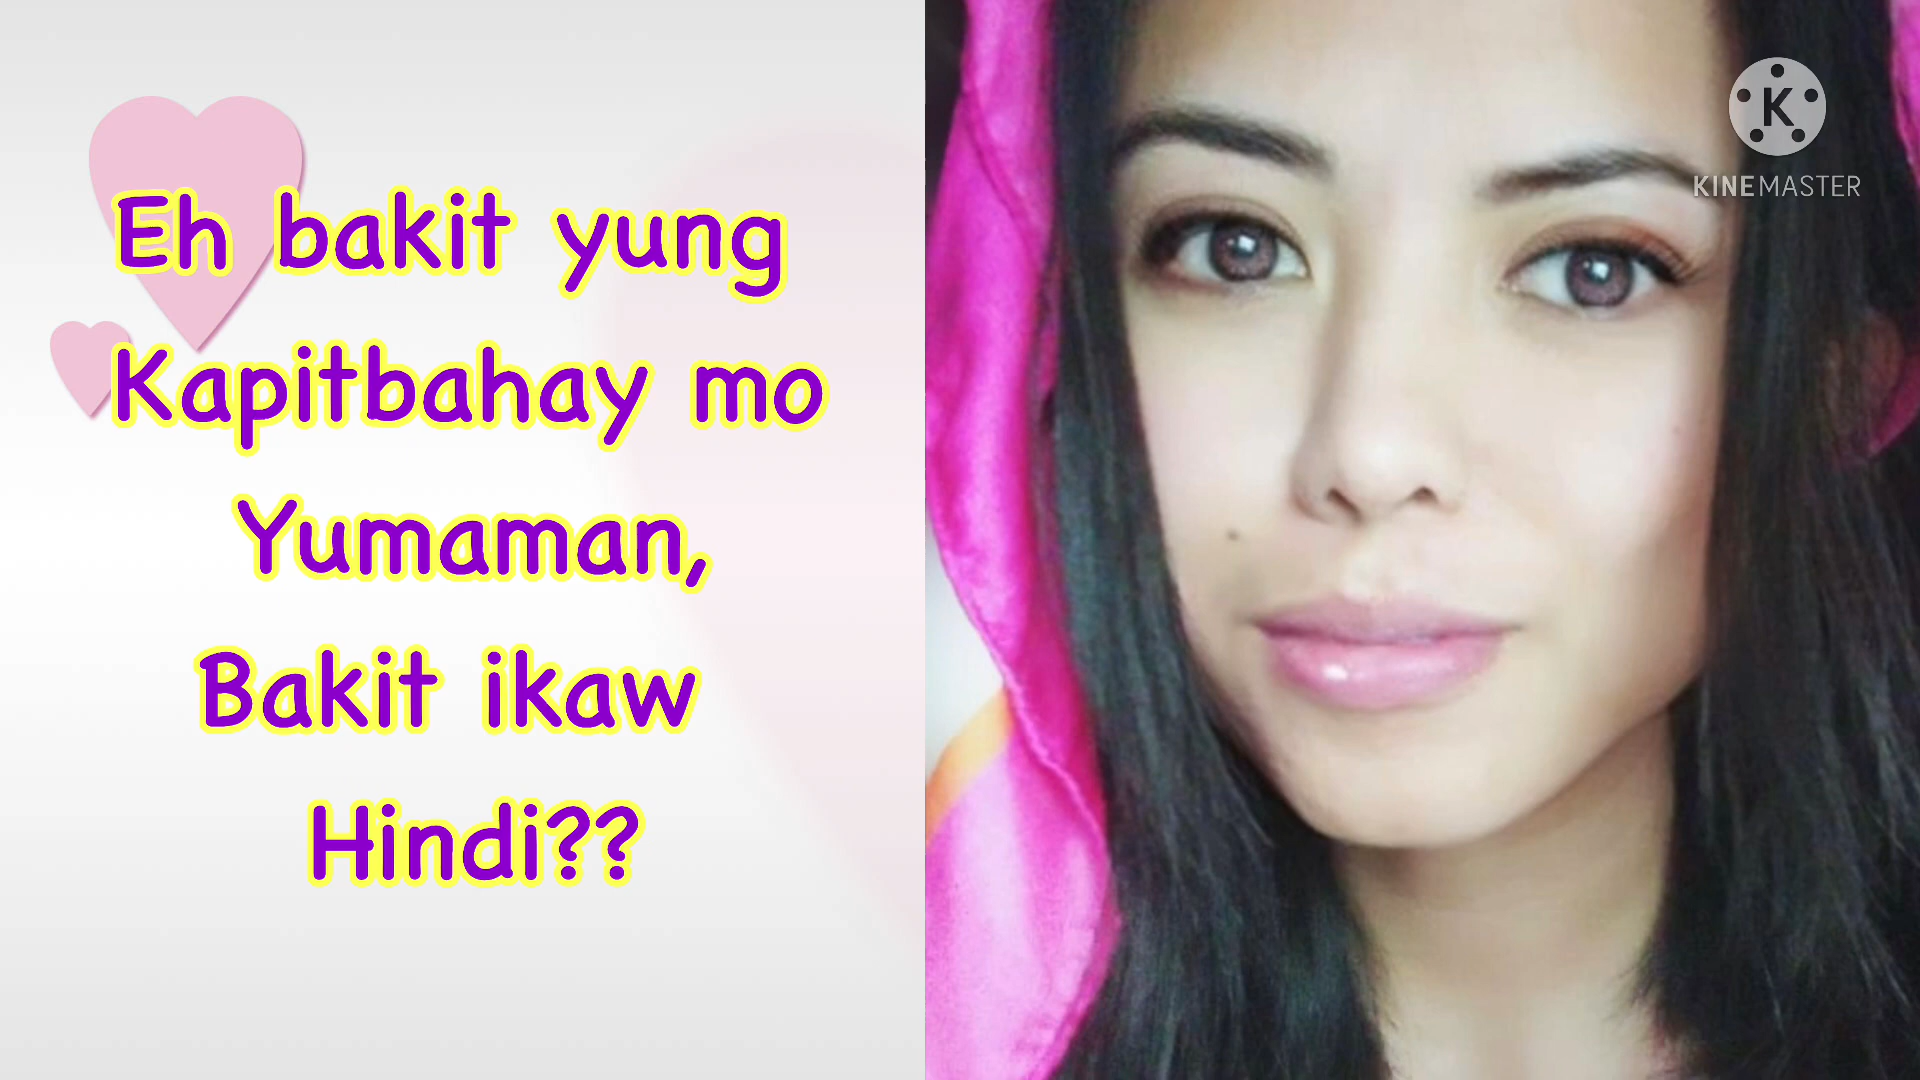 Eh bakit yung
Kapitbahay mo
Yumaman,
Bakit ikaw
Hindi??
K
KINEMASTER